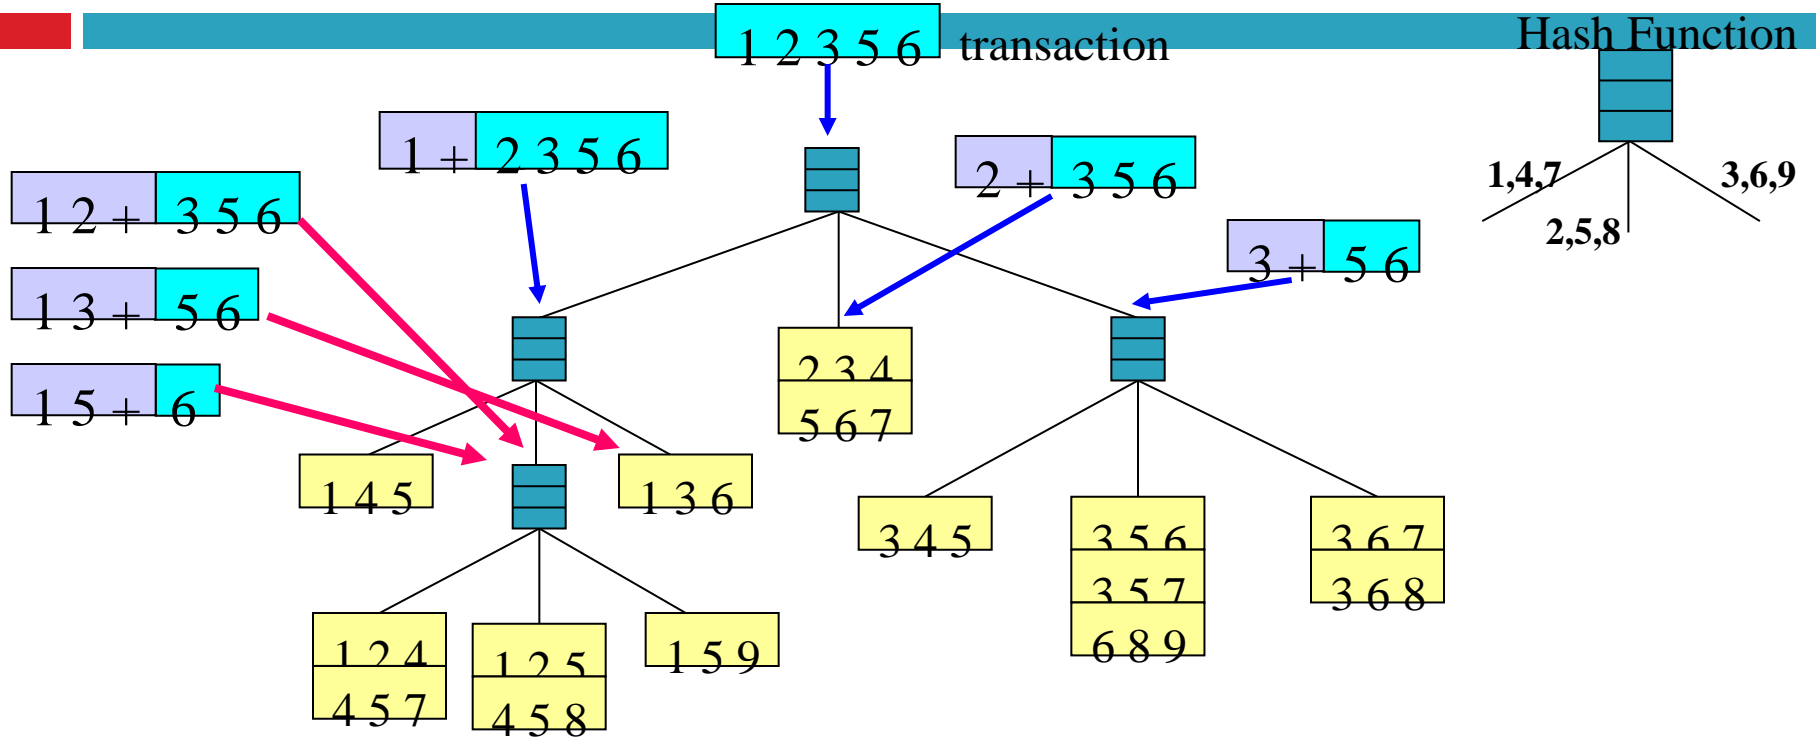 1 2 3 5 6 transaction
Hash Function
1 + 2 3 5 6
2 + 3 5 6
1,4,7
3,6,9
2,5,8
1 2 + 3 5 6
3 + 5 6
1 3 + 5 6
1 5 + 6
2 3 4
5 6 7
1 4 5
1 3 6
3 4 5
3 5 6
3 6 7
3 5 7
3 6 8
6 8 9
1 2 4
1 2 5
1 5 9
4 5 7
4 5 8